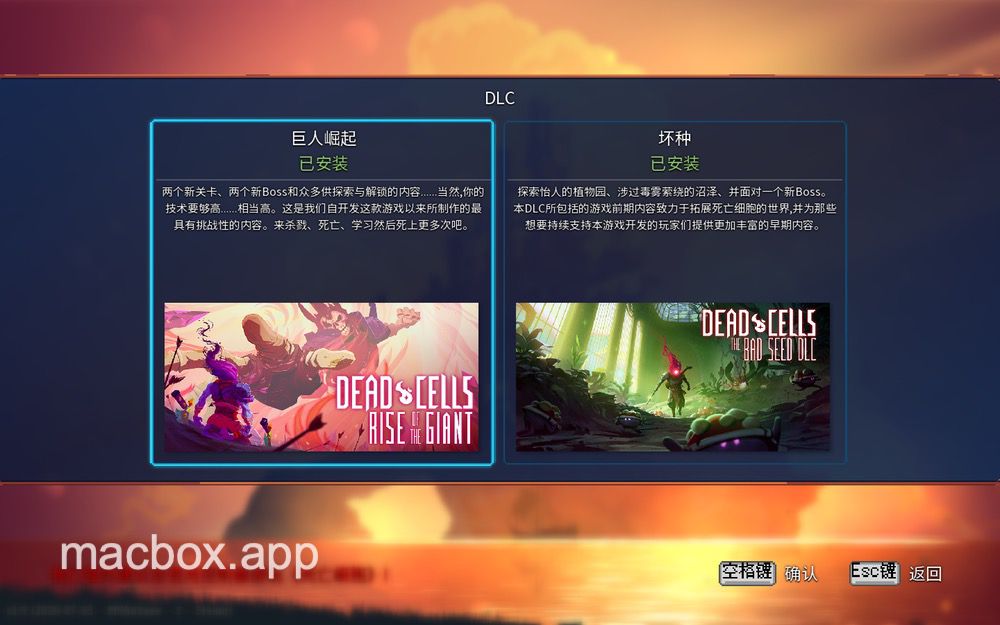 DLC
巨人崛起
已安装
两个新关卡、两个新Boss和众多供探索与解锁的内容……当然,你的
技术要够高……相当高。这是我们自开发这款游戏以来所制作的最
具有挑战性的内容。来杀戮、死亡、学习然后死上更多次吧。
DEAD CELLS
RISE OF THE GIANT
坏种
已安装
探索怡人的植物园、涉过毒雾萦绕的沼泽、并面对一个新Boss。
本DLC所包括的游戏前期内容致力于拓展死亡细胞的世界,并为那些
想要持续支持本游戏开发的玩家们提供更加丰富的早期内容。
DEAD CELLS
THE BAD SEED DLC
macbox.app
空格键 确认 Esc键 返回